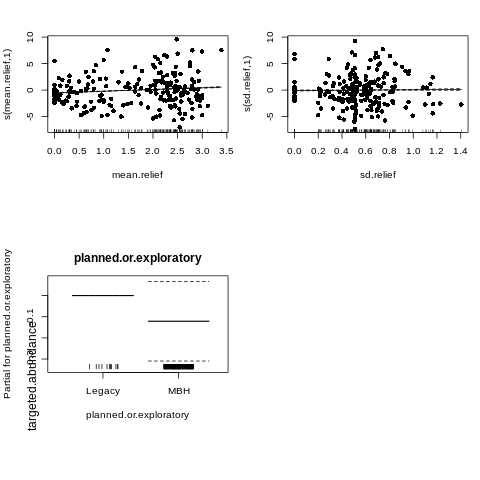 s(mean.relief,1)
10
5
0
-5
0.0 0.5 1.0 1.5 2.0 2.5 3.0 3.5
mean.relief
s(sd.relief,1)
10
5
0
-5
0.0 0.2 0.4 0.6 0.8 1.0 1.2 1.4
sd.relief
planned.or.exploratory
Partial for planned.or.exploratory
targeted.abundance
Legacy MBH
planned.or.exploratory